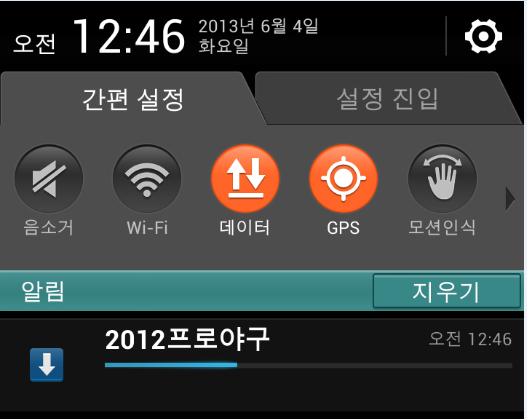 오전 12:46 2013년 6월 4일
화요일
간편 설정 설정 진입
음소거 Wi-Fi 데이터 GPS 모션인식
알림 지우기
2012프로야구 오전 12:46